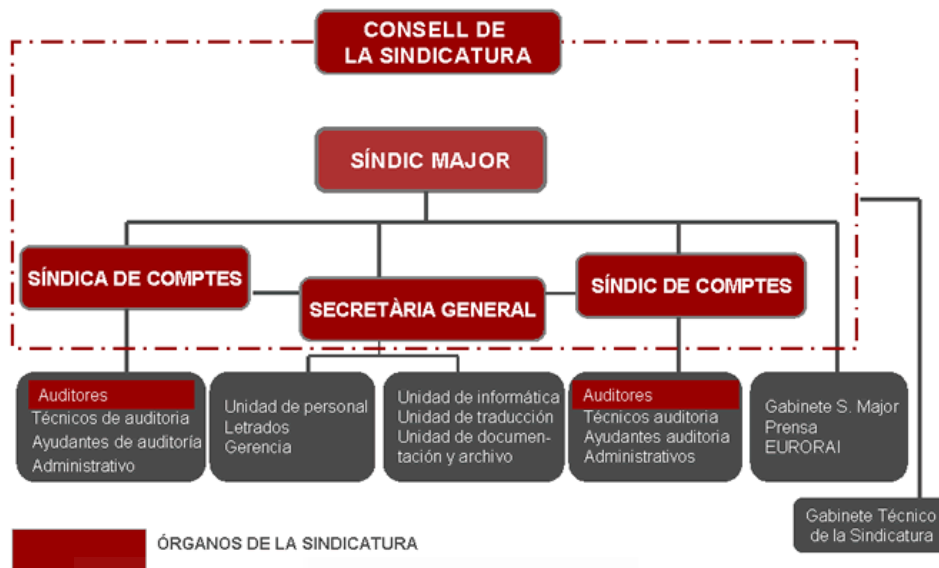 CONSELL DE
LA SINDICATURA
SÍNDIC MAJOR
SÍNDICA DE COMPTES
SECRETÀRIA GENERAL
SÍNDIC DE COMPTES
Auditores
Técnicos de auditoria
Ayudantes de auditoría
Administrativo
Unidad de personal
Letrados
Gerencia
Unidad de informática
Unidad de traducción
Unidad de documen-
tación y archivo
Auditores
Técnicos auditoria
Ayudantes auditoria
Administrativos
Gabinete S. Major
Prensa
EURORAI
Gabinete Técnico
de la Sindicatura
ÓRGANOS DE LA SINDICATURA